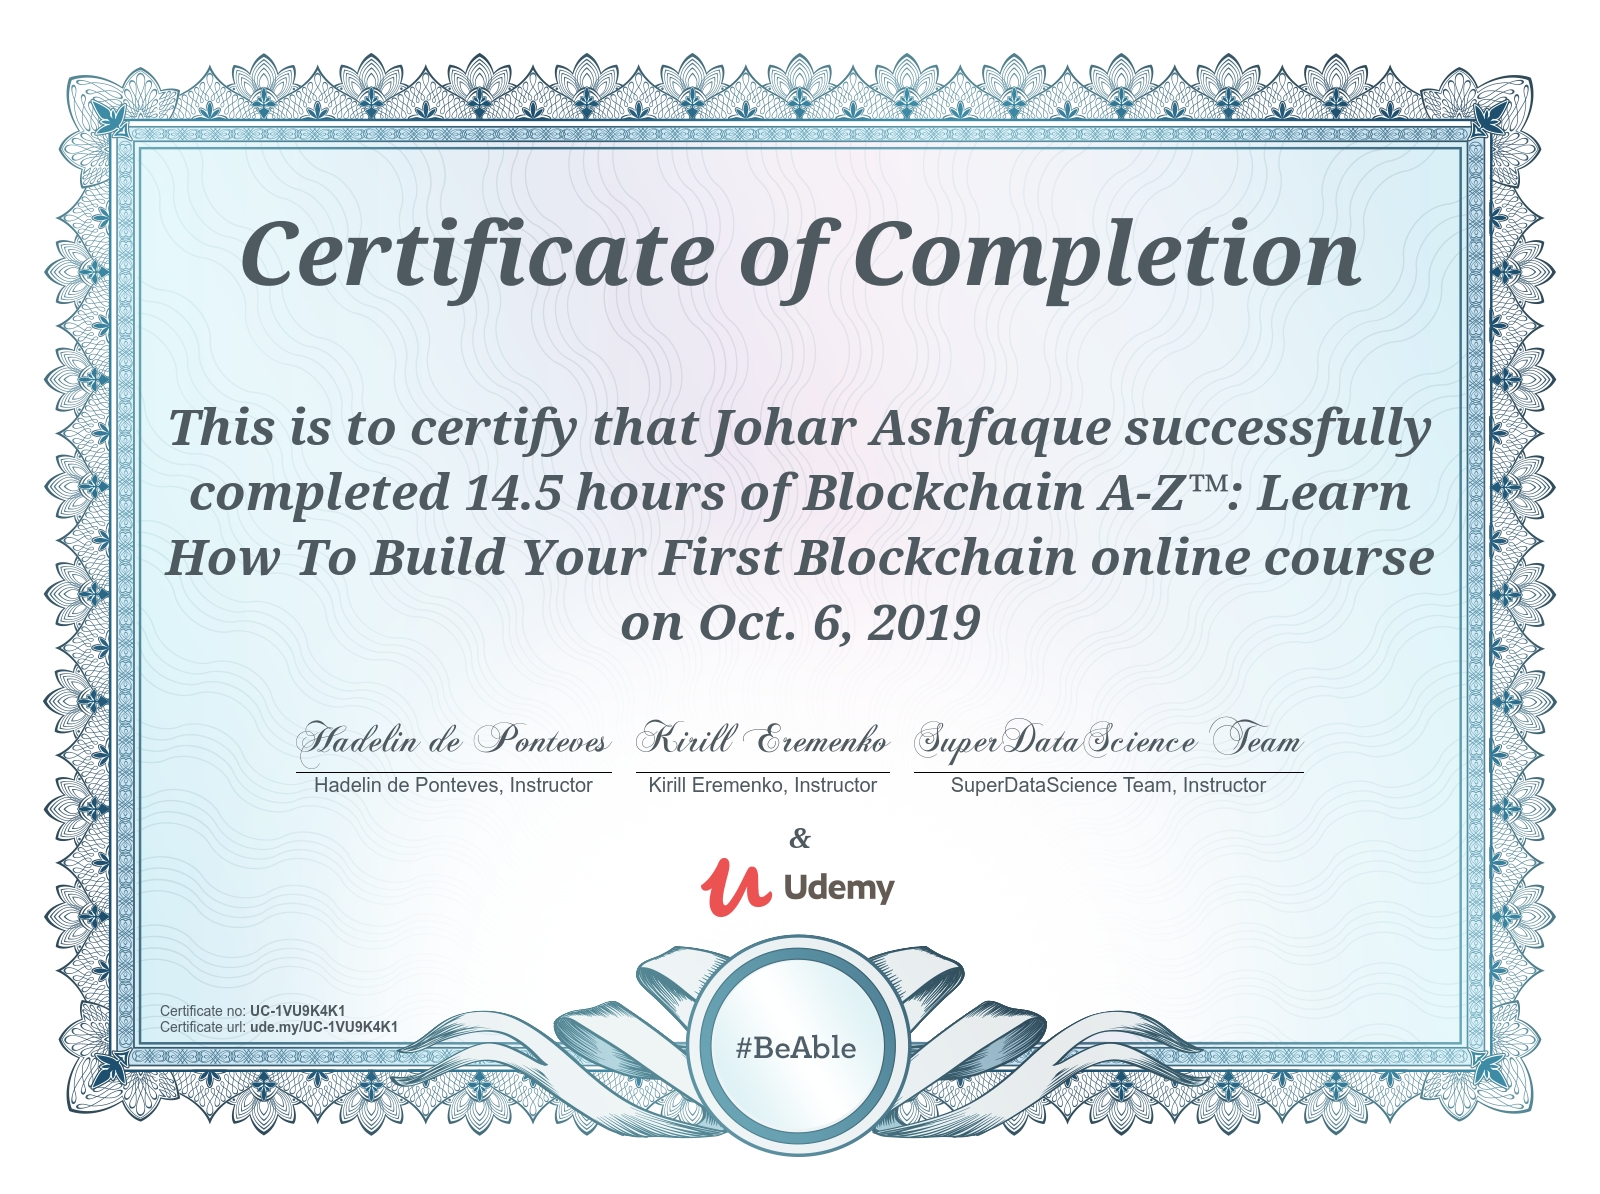 Certificate of Completion
This is to certify that Johar Ashfaque successfully
completed 14.5 hours of Blockchain A-Z™: Learn
How To Build Your First Blockchain online course
on Oct. 6, 2019
Hadelin de Ponteves Kirill Eremenko SuperDataScience Team
Hadelin de Ponteves, Instructor Kirill Eremenko, Instructor SuperDataScience Team, Instructor
&
Udemy
Certificate no: UC-1VU9K4K1
Certificate url: ude.my/UC-1VU9K4K1
#BeAble